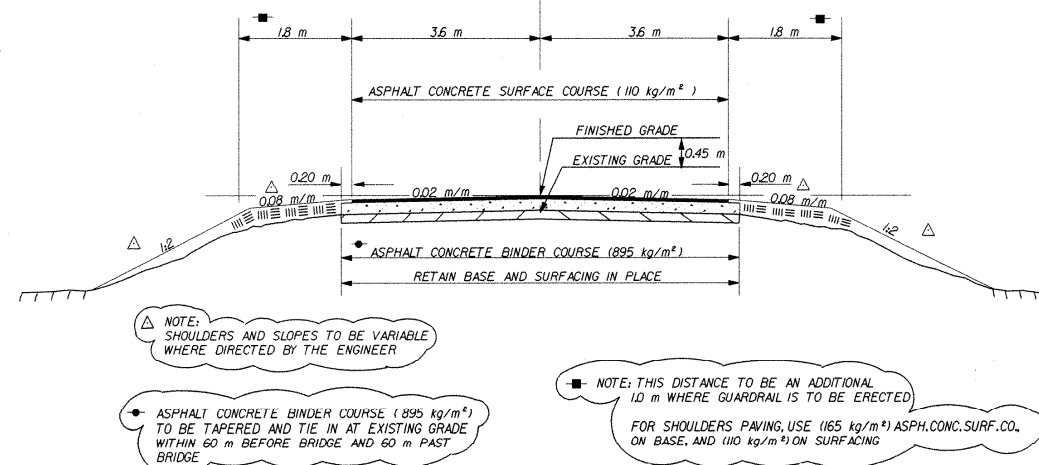 1.8 m
3.6 m
3.6 m
1.8 m
ASPHALT CONCRETE SURFACE COURSE (110 kg/m²)
FINISHED GRADE
0.45 m
EXISTING GRADE
0.20 m
0.20 m
0.08 m/m
0.02 m/m
0.02 m/m
0.08 m/m
1:2
1:2
ASPHALT CONCRETE BINDER COURSE (895 kg/m²)
RETAIN BASE AND SURFACING IN PLACE
NOTE:
SHOULDERS AND SLOPES TO BE VARIABLE
WHERE DIRECTED BY THE ENGINEER
ASPHALT CONCRETE BINDER COURSE (895 kg/m²)
TO BE TAPERED AND TIE IN AT EXISTING GRADE
WITHIN 60 m BEFORE BRIDGE AND 60 m PAST
BRIDGE
NOTE: THIS DISTANCE TO BE AN ADDITIONAL
1.0 m WHERE GUARDRAIL IS TO BE ERECTED
FOR SHOULDERS PAVING, USE (165 kg/m²) ASPH.CONC.SURF.CO.,
ON BASE, AND (110 kg/m²) ON SURFACING